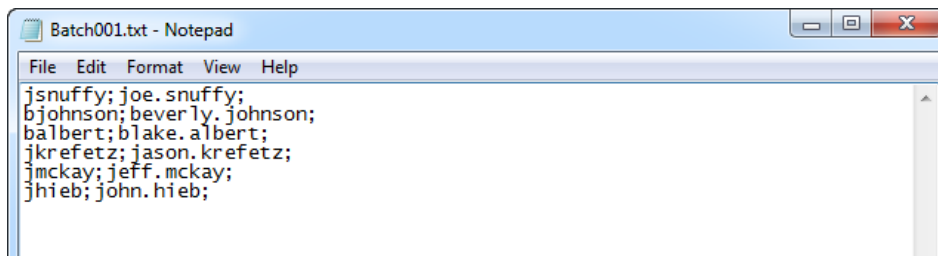 Batch001.txt - Notepad
File Edit Format View Help
jsnuffy;joe.snuffy;
bjohnson;beverly.johnson;
balbert;blake.albert;
jkrefetz;jason.krefetz;
jmckay;jeff.mckay;
jhieb;john.hieb;